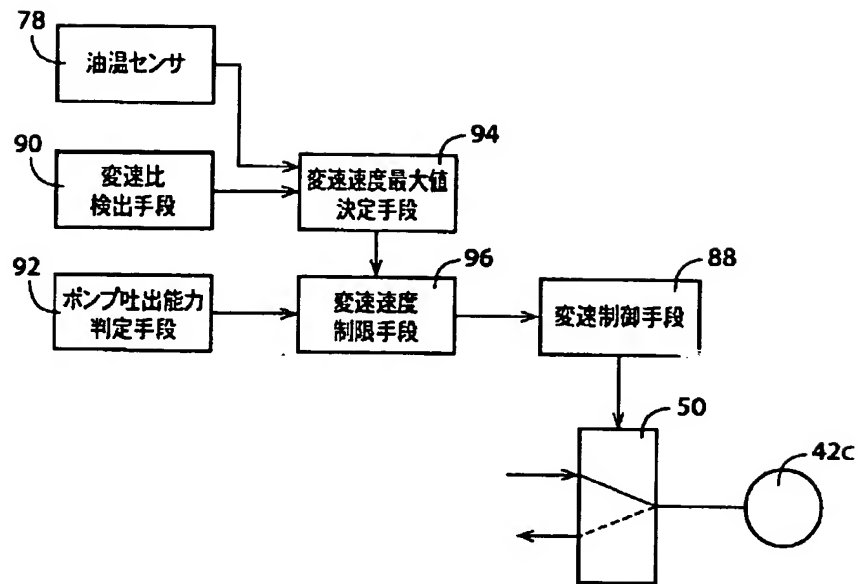 78
油温センサ
90
変速比
検出手段
94
変速速度最大値
決定手段
92
ポンプ吐出能力
判定手段
96
変速速度
制限手段
88
変速制御手段
50
42c